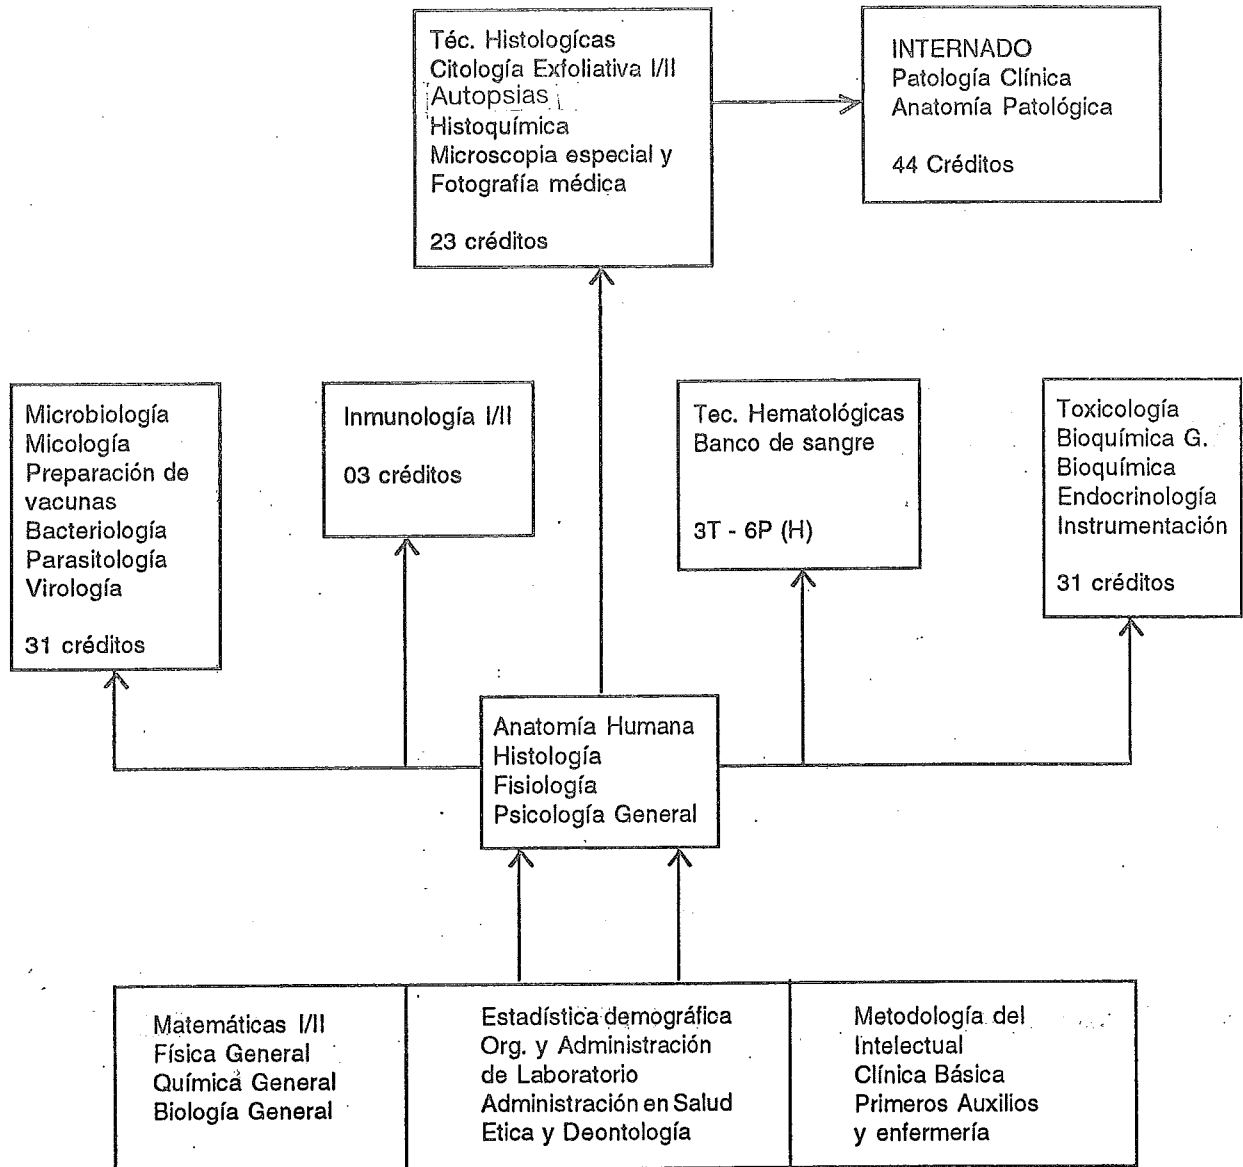 Téc. Histologícas
Citología Exfoliativa I/II
Autopsias
Histoquímica
Microscopia especial y
Fotografía médica
23 créditos
INTERNADO
Patología Clínica
Anatomía Patológica
44 Créditos
Microbiología
Micología
Preparación de
vacunas
Bacteriología
Parasitología
Virología
31 créditos
Inmunología I/II
03 créditos
Tec. Hematológicas
Banco de sangre
3T - 6P (H)
Toxicología
Bioquímica G.
Bioquímica
Endocrinología
Instrumentación
31 créditos
Anatomía Humana
Histología
Fisiología
Psicología General
Matemáticas I/II
Física General
Química General
Biología General
Estadística demográfica
Org. y Administración
de Laboratorio
Administración en Salud
Etica y Deontología
Metodología del
Intelectual
Clínica Básica
Primeros Auxilios
y enfermería